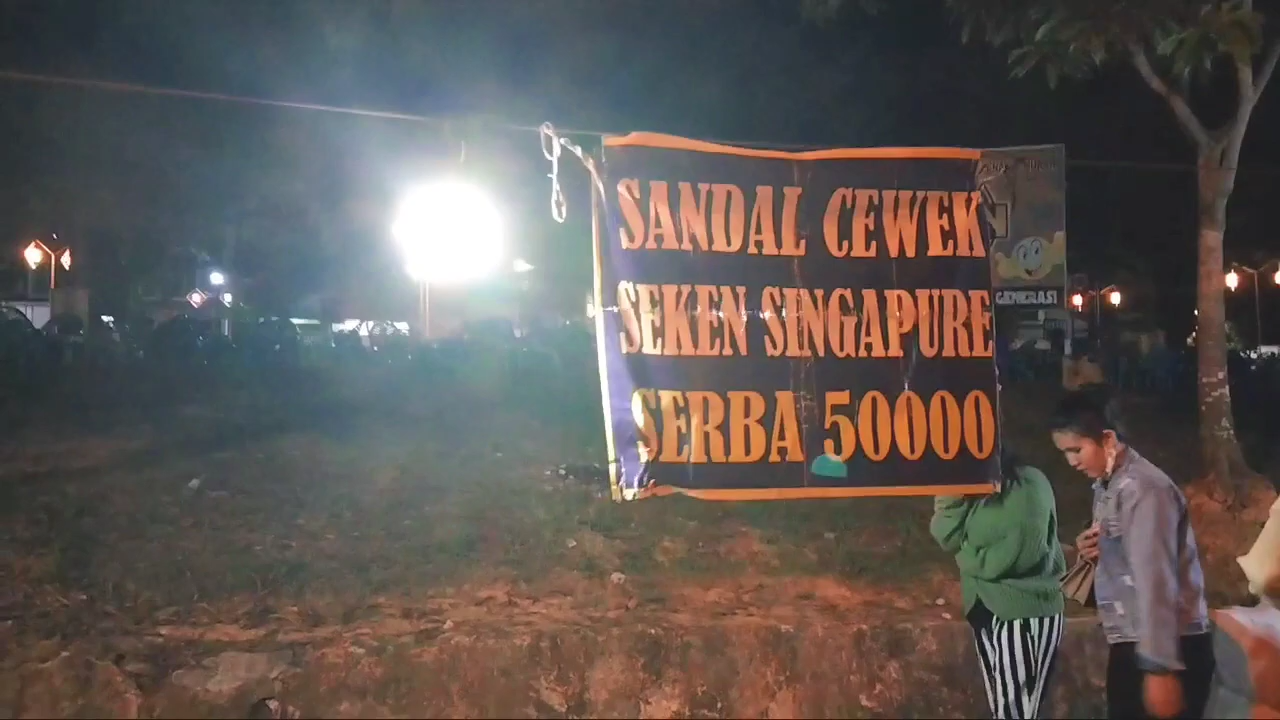 SANDAL CEWEK
SEKEN SINGAPURE
SERBA 50000
GENERASI